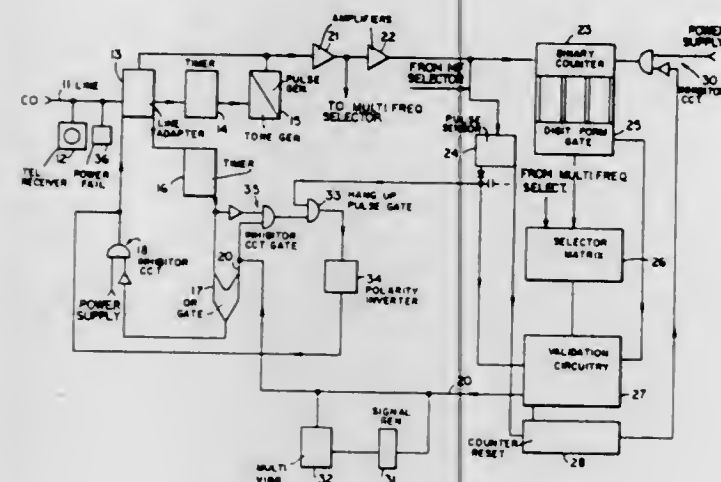 AMPLIFIERS
21
22
23
POWER
SUPPLY
13
TIMER
PULSE
GEN.
FROM MF
SELECTOR
BINARY
COUNTER
30
INHIBITOR
CCT
CO
11
LINE
LINE
ADAPTER
14
15
TONE GEN
TO MULTI FREQ
SELECTOR
PULSE
SENSOR
24
DIGIT FORM
GATE
25
12
36
TEL
RECEIVER
POWER
FAIL
16
TIMER
35
33
HANG UP
PULSE GATE
FROM MULTI FREQ
SELECT.
INHIBITOR
CCT GATE
SELECTOR
MATRIX
26
18
INHIBITOR
CCT
20
17
OR
GATE
34
POLARITY
INVERTER
POWER
SUPPLY
VALIDATION
CIRCUITRY
27
20
SIGNAL
31
32
MULTI
COUNTER
RESET
28